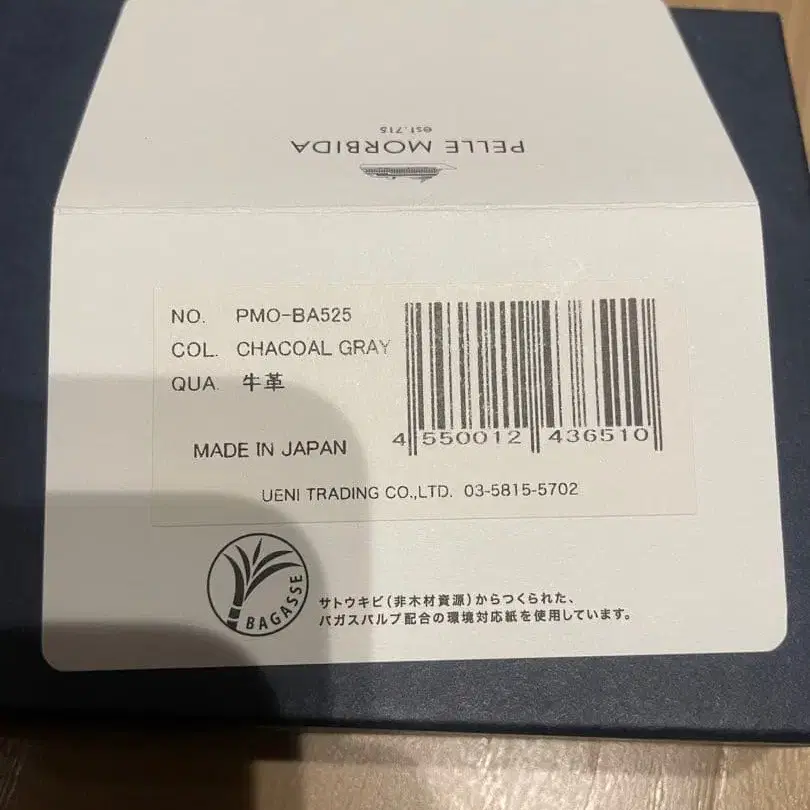 PELLE MORBIDA
est.715
NO. PMO-BA525
COL. CHACOAL GRAY
QUA. 牛革
MADE IN JAPAN
4 550012 436510
UENI TRADING CO.,LTD. 03-5815-5702
BAGASSE
サトウキビ(非木材資源)からつくられた、
バガスパルプ配合の環境対応紙を使用しています。